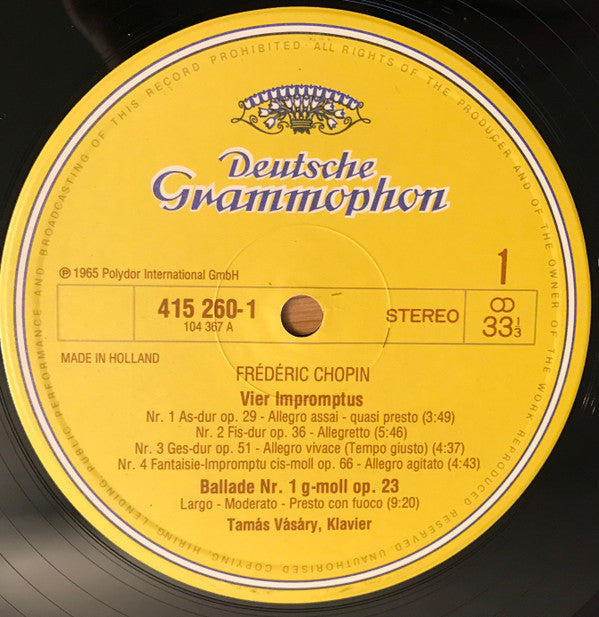 Deutsche
Grammophon
℗ 1965 Polydor International GmbH
1
415 260-1
104 367 A
STEREO
33 1/3
MADE IN HOLLAND
FRÉDÉRIC CHOPIN
Vier Impromptus
Nr. 1 As-dur op. 29 - Allegro assai - quasi presto (3:49)
Nr. 2 Fis-dur op. 36 - Allegretto (5:46)
Nr. 3 Ges-dur op. 51 - Allegro vivace (Tempo giusto) (4:37)
Nr. 4 Fantaisie-Impromptu cis-moll op. 66 - Allegro agitato (4:43)
Ballade Nr. 1 g-moll op. 23
Largo - Moderato - Presto con fuoco (9:20)
Tamás Vásáry, Klavier
ALL RIGHTS OF THE PRODUCER AND OF THE OWNER OF THE WORK REPRODUCED RESERVED UNAUTHORISED COPYING, HIRING, LENDING, PUBLIC PERFORMANCE AND BROADCASTING OF THIS RECORD PROHIBITED